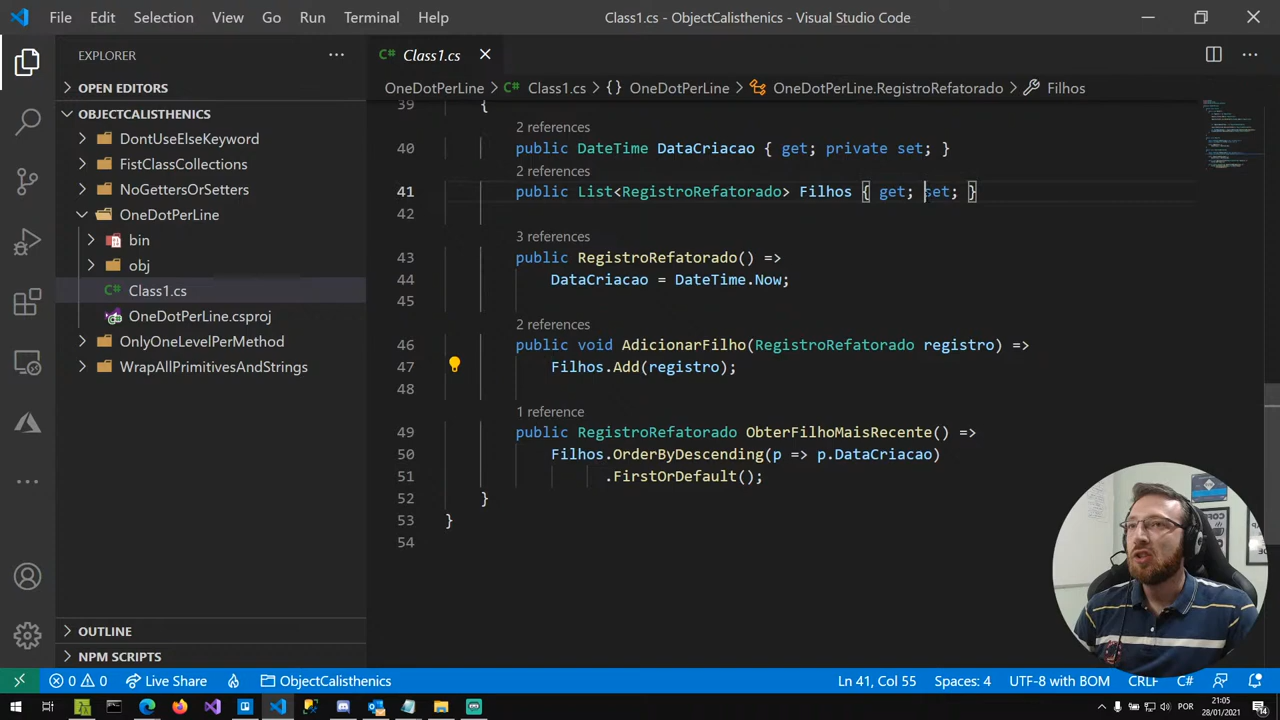 File Edit Selection View Go Run Terminal Help
Class1.cs - ObjectCalisthenics - Visual Studio Code
EXPLORER
OPEN EDITORS
OBJECTCALISTHENICS
DontUseElseKeyword
FistClassCollections
NoGettersOrSetters
OneDotPerLine
bin
obj
C# Class1.cs
OneDotPerLine.csproj
OnlyOneLevelPerMethod
WrapAllPrimitivesAndStrings
OUTLINE
NPM SCRIPTS
C# Class1.cs
OneDotPerLine > C# Class1.cs > {} OneDotPerLine > OneDotPerLine.RegistroRefatorado > Filhos
39 {
2 references
40 public DateTime DataCriacao { get; private set; }
2 references
41 public List<RegistroRefatorado> Filhos { get; set; }
42
3 references
43 public RegistroRefatorado() =>
44 DataCriacao = DateTime.Now;
45
2 references
46 public void AdicionarFilho(RegistroRefatorado registro) =>
47 Filhos.Add(registro);
48
1 reference
49 public RegistroRefatorado ObterFilhoMaisRecente() =>
50 Filhos.OrderByDescending(p => p.DataCriacao)
51 .FirstOrDefault();
52 }
53 }
54
0 0 Live Share ObjectCalisthenics Ln 41, Col 55 Spaces: 4 UTF-8 with BOM CRLF C#
POR 21:05
28/01/2021